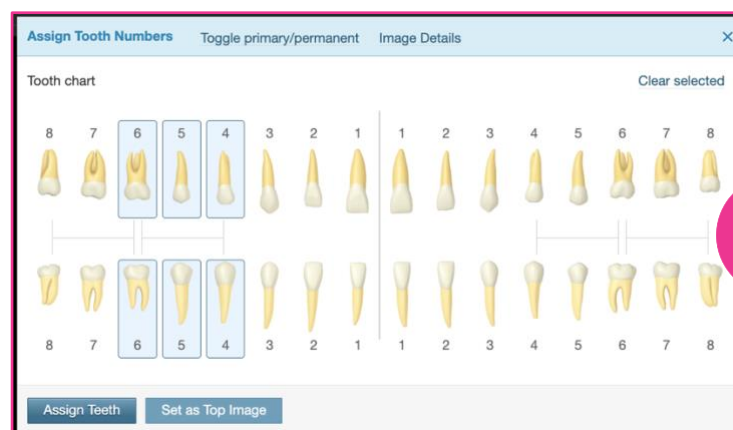 Assign Tooth Numbers Toggle primary/permanent Image Details ×
Tooth chart Clear selected
8 7 6 5 4 3 2 1 1 2 3 4 5 6 7 8
8 7 6 5 4 3 2 1 1 2 3 4 5 6 7 8
Assign Teeth Set as Top Image